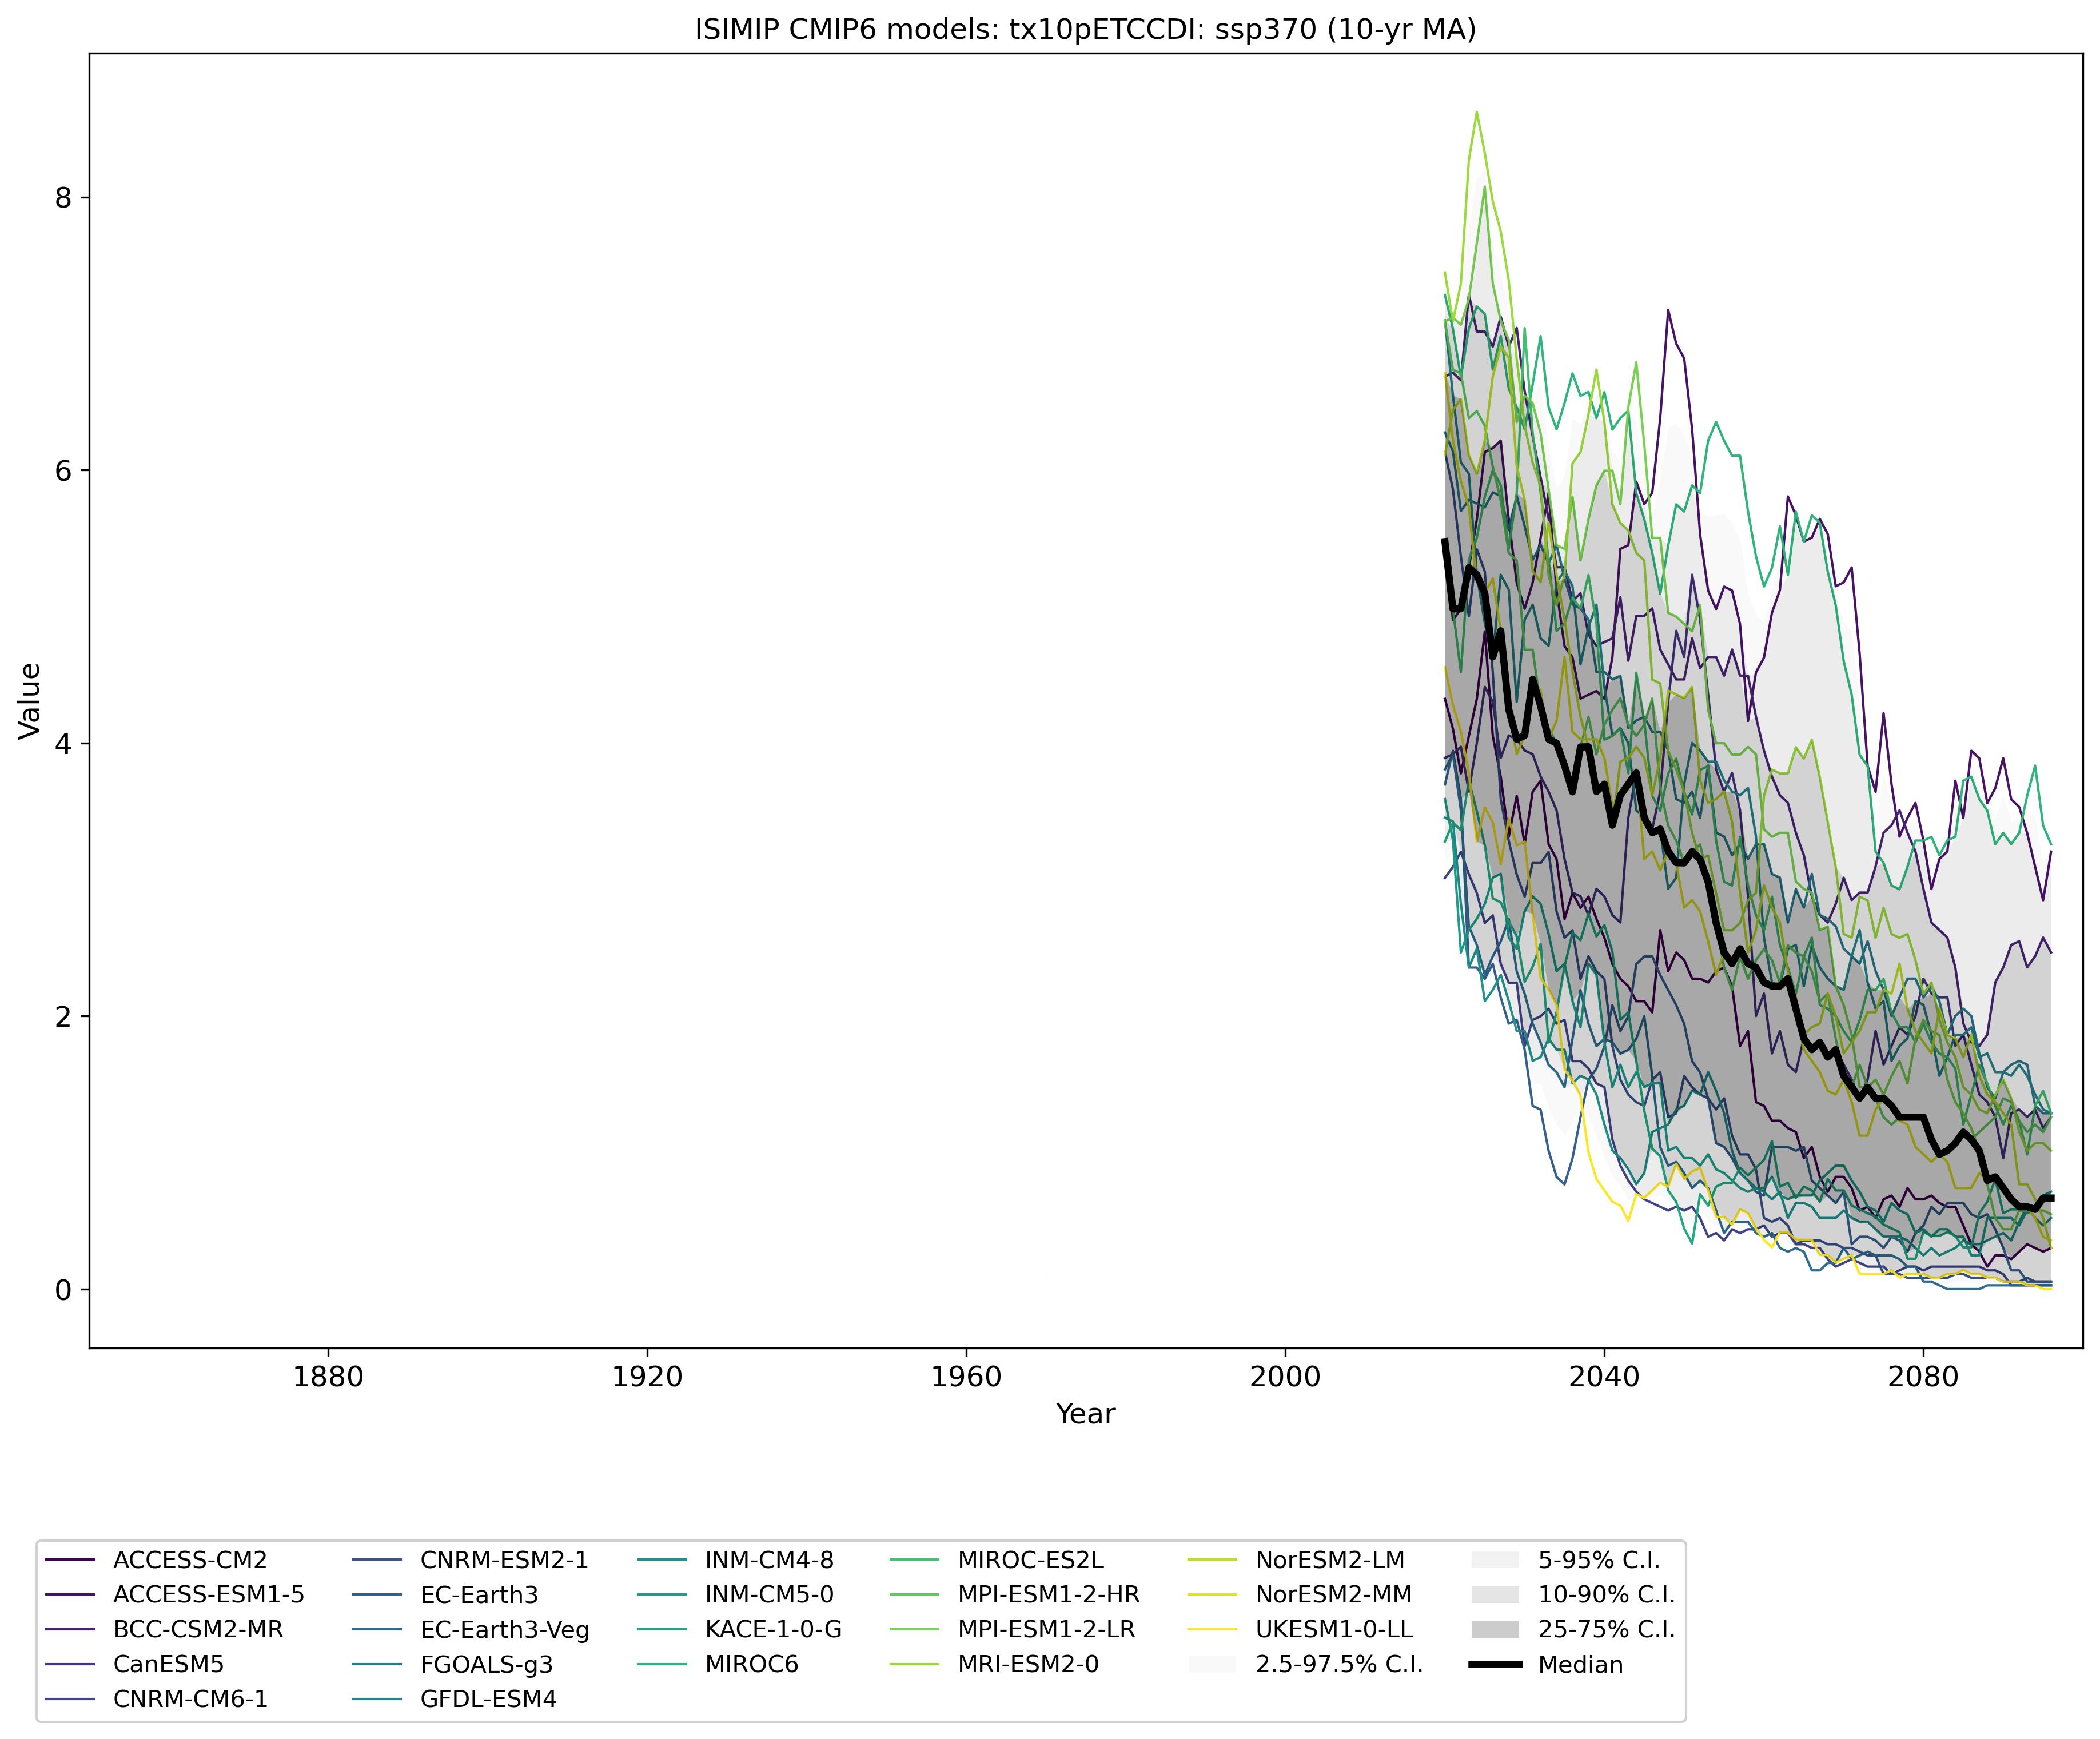 ISIMIP CMIP6 models: tx10pETCCDI: ssp370 (10-yr MA)
8
6
4
2
0
Value
1880 1920 1960 2000 2040 2080
Year
ACCESS-CM2
ACCESS-ESM1-5
BCC-CSM2-MR
CanESM5
CNRM-CM6-1
CNRM-ESM2-1
EC-Earth3
EC-Earth3-Veg
FGOALS-g3
GFDL-ESM4
INM-CM4-8
INM-CM5-0
KACE-1-0-G
MIROC6
MIROC-ES2L
MPI-ESM1-2-HR
MPI-ESM1-2-LR
MRI-ESM2-0
NorESM2-LM
NorESM2-MM
UKESM1-0-LL
2.5-97.5% C.I.
5-95% C.I.
10-90% C.I.
25-75% C.I.
Median